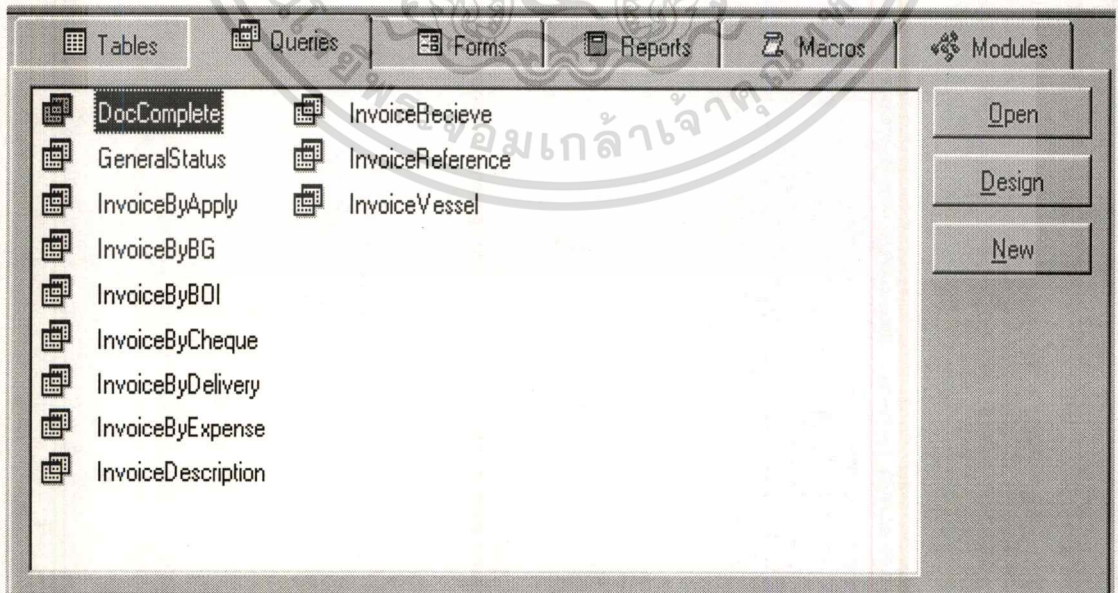 Tables Queries Forms Reports Macros Modules
DocComplete
GeneralStatus
InvoiceByApply
InvoiceByBG
InvoiceByBOI
InvoiceByCheque
InvoiceByDelivery
InvoiceByExpense
InvoiceDescription
InvoiceRecieve
InvoiceReference
InvoiceVessel
Open
Design
New